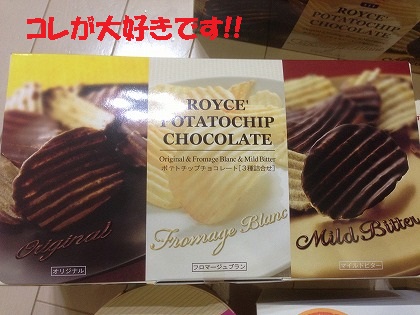 コレが大好きです!!
ROYCE'
POTATOCHIP
CHOCOLATE
ROYCE'
POTATOCHIP
CHOCOLATE
Original & Fromage Blanc & Mild Bitter
ポテトチップチョコレート[3種詰合せ]
Original
オリジナル
Fromage Blanc
フロマージュブラン
Mild Bitter
マイルドビター